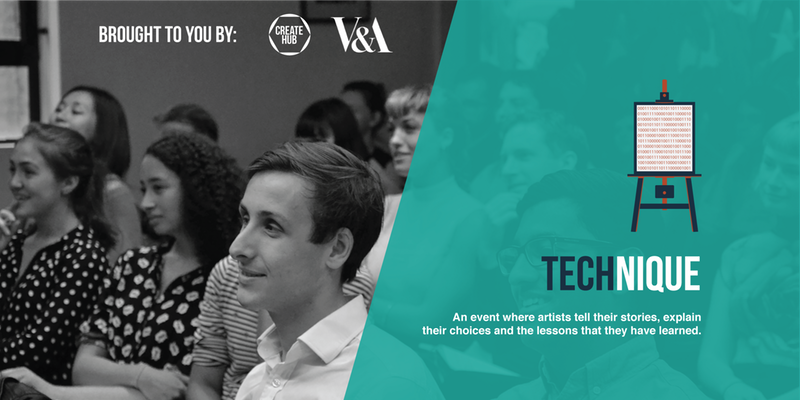 BROUGHT TO YOU BY:
CREATE
HUB
V&A
TECHNIQUE
An event where artists tell their stories, explain
their choices and the lessons that they have learned.